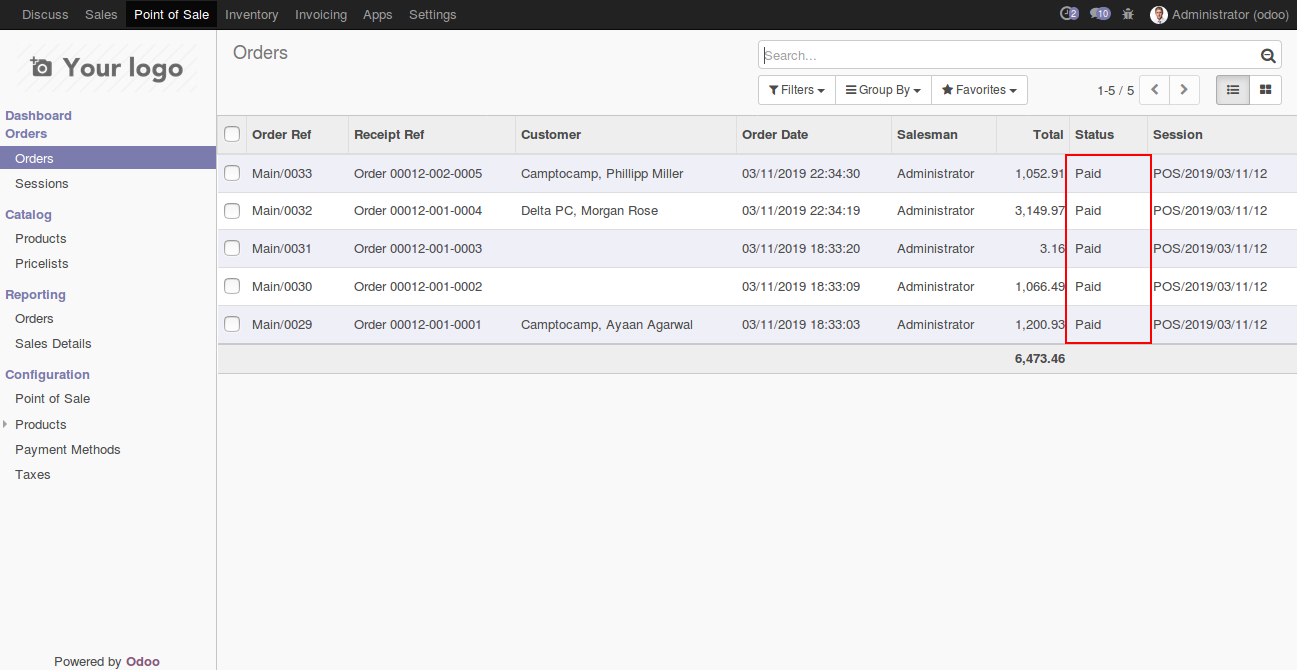 Discuss Sales Point of Sale Inventory Invoicing Apps Settings 2 10 Administrator (odoo)
Your logo
Dashboard
Orders
Orders
Sessions
Catalog
Products
Pricelists
Reporting
Orders
Sales Details
Configuration
Point of Sale
Products
Payment Methods
Taxes
Powered by Odoo
Orders
Search...
Filters Group By Favorites 1-5 / 5
Order Ref Receipt Ref Customer Order Date Salesman Total Status Session
Main/0033 Order 00012-002-0005 Camptocamp, Phillipp Miller 03/11/2019 22:34:30 Administrator 1,052.91 Paid POS/2019/03/11/12
Main/0032 Order 00012-001-0004 Delta PC, Morgan Rose 03/11/2019 22:34:19 Administrator 3,149.97 Paid POS/2019/03/11/12
Main/0031 Order 00012-001-0003 03/11/2019 18:33:20 Administrator 3.16 Paid POS/2019/03/11/12
Main/0030 Order 00012-001-0002 03/11/2019 18:33:09 Administrator 1,066.49 Paid POS/2019/03/11/12
Main/0029 Order 00012-001-0001 Camptocamp, Ayaan Agarwal 03/11/2019 18:33:03 Administrator 1,200.93 Paid POS/2019/03/11/12
6,473.46